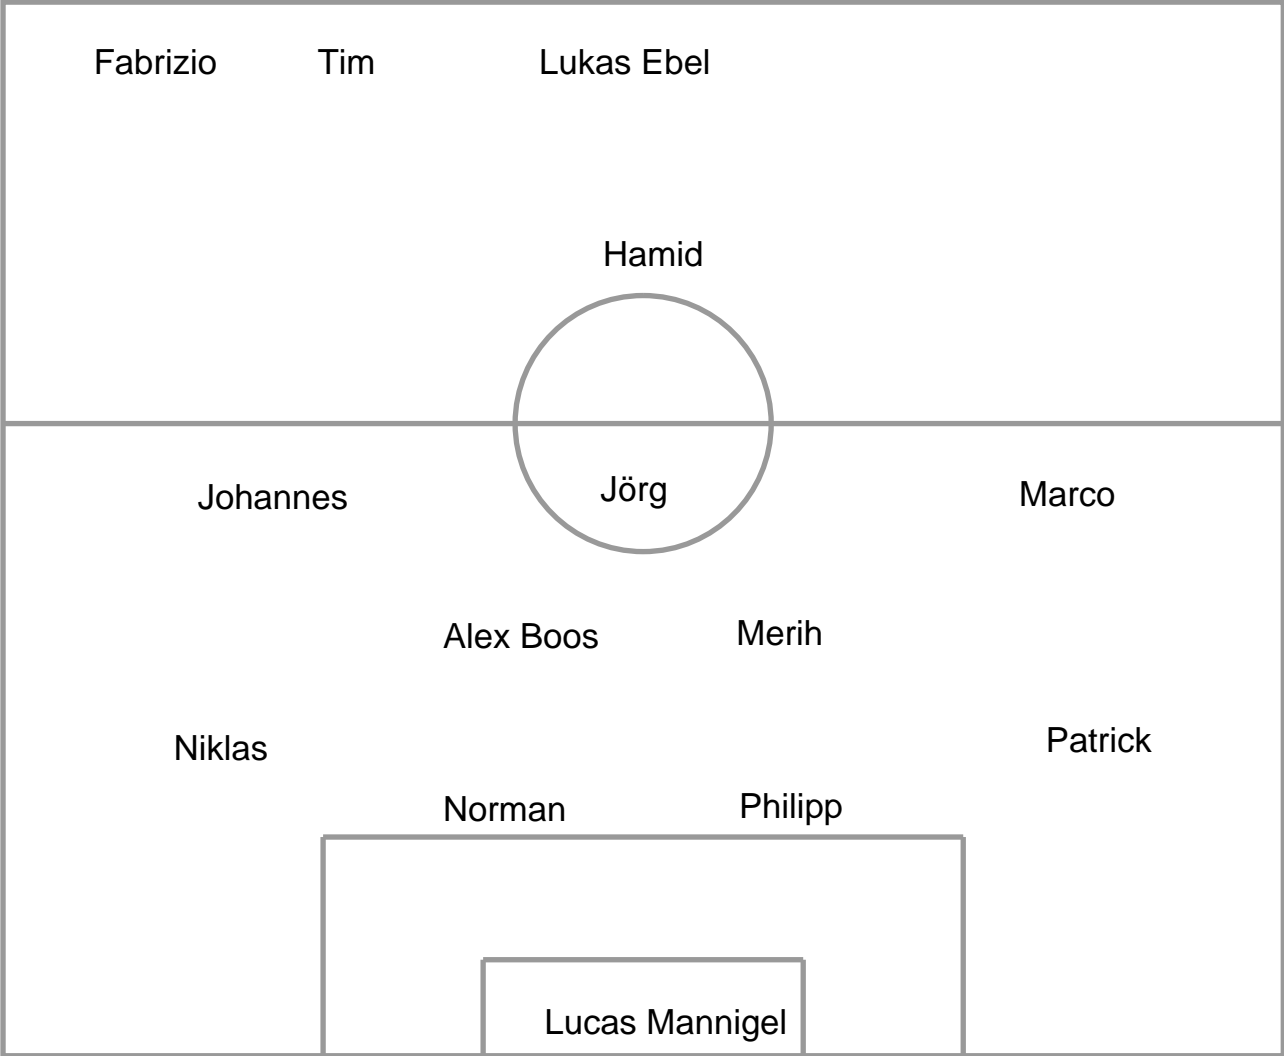 Fabrizio Tim Lukas Ebel
Hamid
Johannes Jörg Marco
Alex Boos Merih
Niklas Patrick
Norman Philipp
Lucas Mannigel